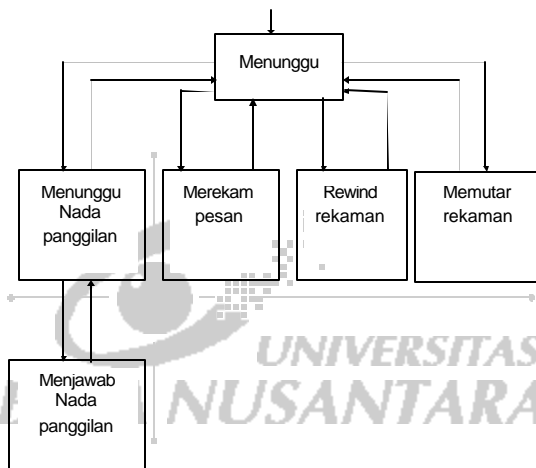 Menunggu
Menunggu
Nada
panggilan
Merekam
pesan
Rewind
rekaman
Memutar
rekaman
UNIVERSITAS
NUSANTARA
Menjawab
Nada
panggilan